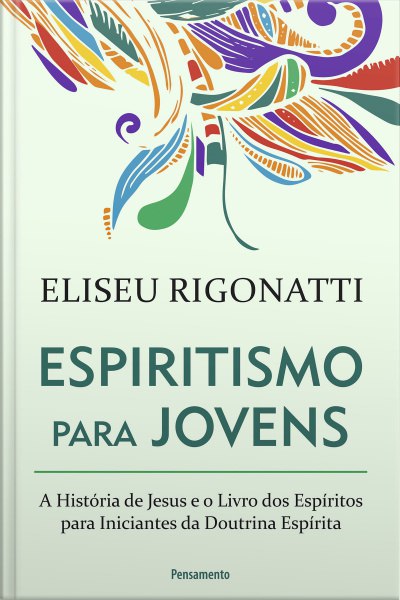 ELISEU RIGONATTI
ESPIRITISMO
PARA JOVENS
A História de Jesus e o Livro dos Espíritos
para Iniciantes da Doutrina Espírita
Pensamento